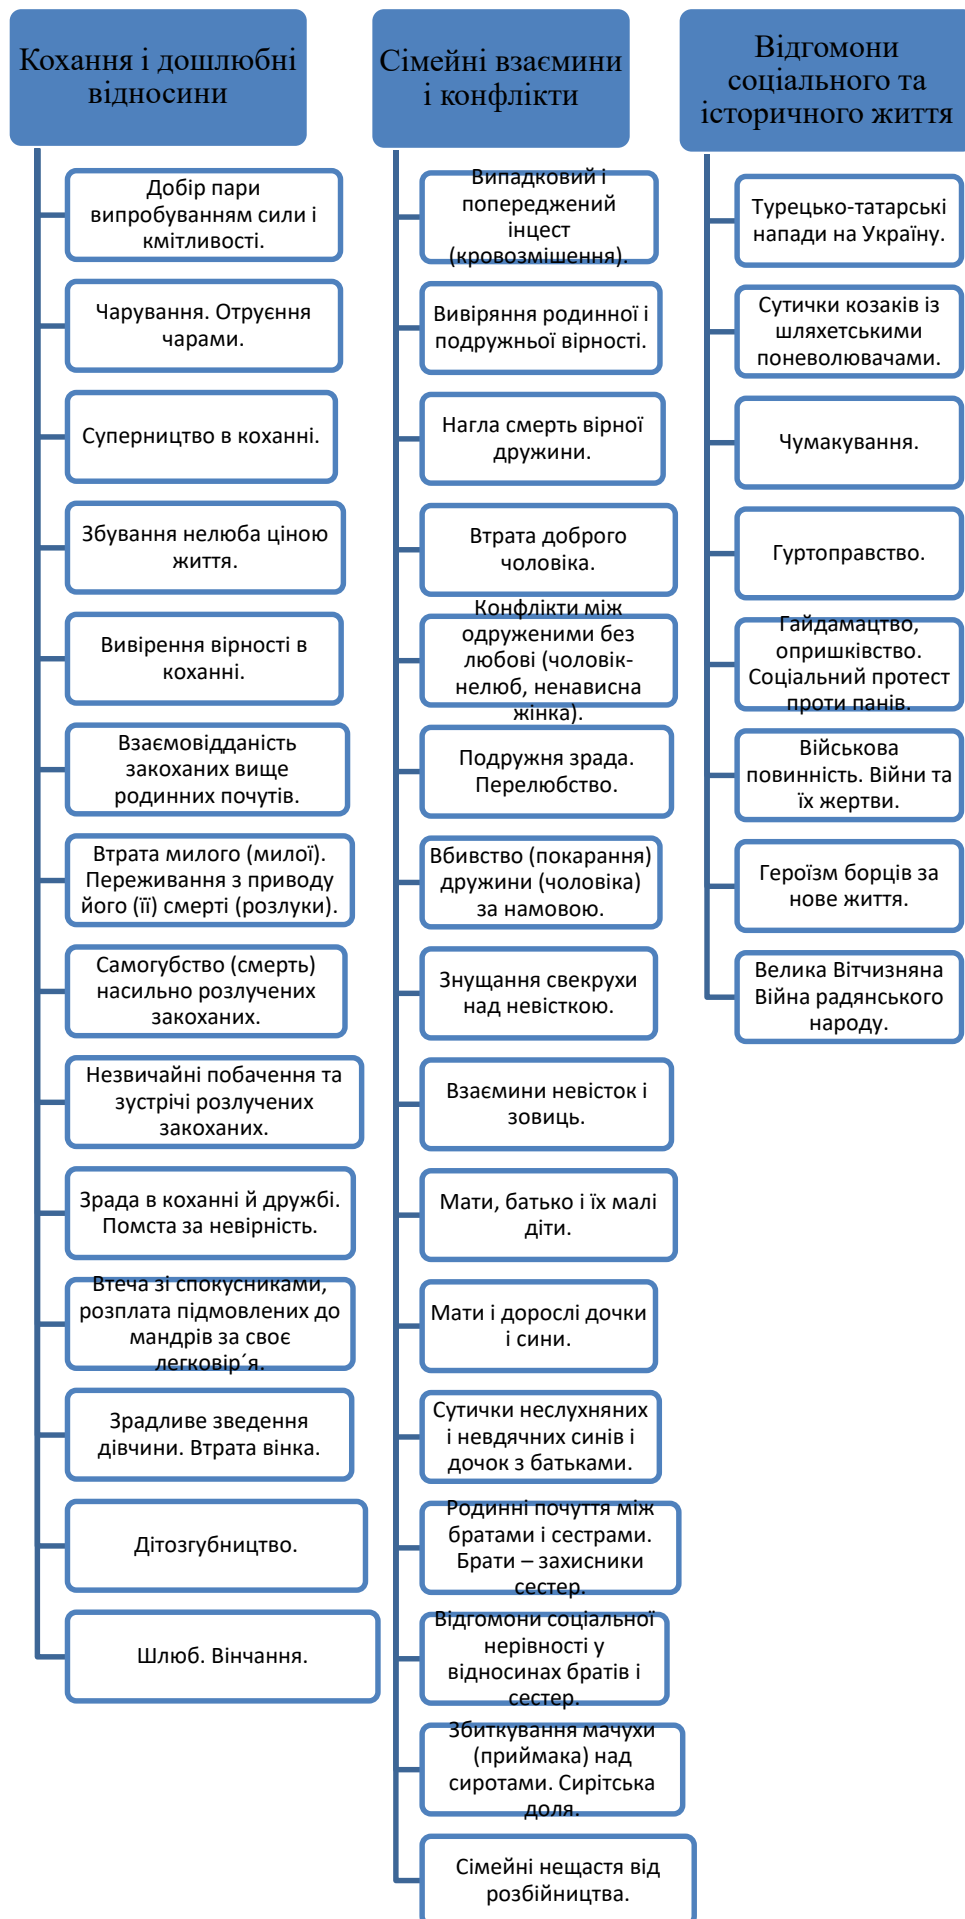 Кохання і дошлюбні
відносини
Добір пари
випробуванням сили і
кмітливості.
Чарування. Отруєння
чарами.
Суперництво в коханні.
Збування нелюба ціною
життя.
Вивірення вірності в
коханні.
Взаємовідданість
закоханих вище
родинних почутів.
Втрата милого (милої).
Переживання з приводу
його (її) смерті (розлуки).
Самогубство (смерть)
насильно розлучених
закоханих.
Незвичайні побачення та
зустрічі розлучених
закоханих.
Зрада в коханні й дружбі.
Помста за невірність.
Втеча зі спокусниками,
розплата підмовлених до
мандрів за своє
легковір´я.
Зрадливе зведення
дівчини. Втрата вінка.
Дітозгубництво.
Шлюб. Вінчання.
Сімейні взаємини
і конфлікти
Випадковий і
попереджений
інцест
(кровозмішення).
Вивіряння родинної і
подружньої вірності.
Нагла смерть вірної
дружини.
Втрата доброго
чоловіка.
Конфлікти між
одруженими без
любові (чоловік-
нелюб, ненависна
жінка).
Подружня зрада.
Перелюбство.
Вбивство (покарання)
дружини (чоловіка)
за намовою.
Знущання свекрухи
над невісткою.
Взаємини невісток і
зовиць.
Мати, батько і їх малі
діти.
Мати і дорослі дочки
і сини.
Сутички неслухняних
і невдячних синів і
дочок з батьками.
Родинні почуття між
братами і сестрами.
Брати – захисники
сестер.
Відгомони соціальної
нерівності у
відносинах братів і
сестер.
Збиткування мачухи
(приймака) над
сиротами. Сирітська
доля.
Сімейні нещастя від
розбійництва.
Відгомони
соціального та
історичного життя
Турецько-татарські
напади на Україну.
Сутички козаків із
шляхетськими
поневолювачами.
Чумакування.
Гуртоправство.
Гайдамацтво,
опришківство.
Соціальний протест
проти панів.
Військова
повинність. Війни та
їх жертви.
Героїзм борців за
нове життя.
Велика Вітчизняна
Війна радянського
народу.